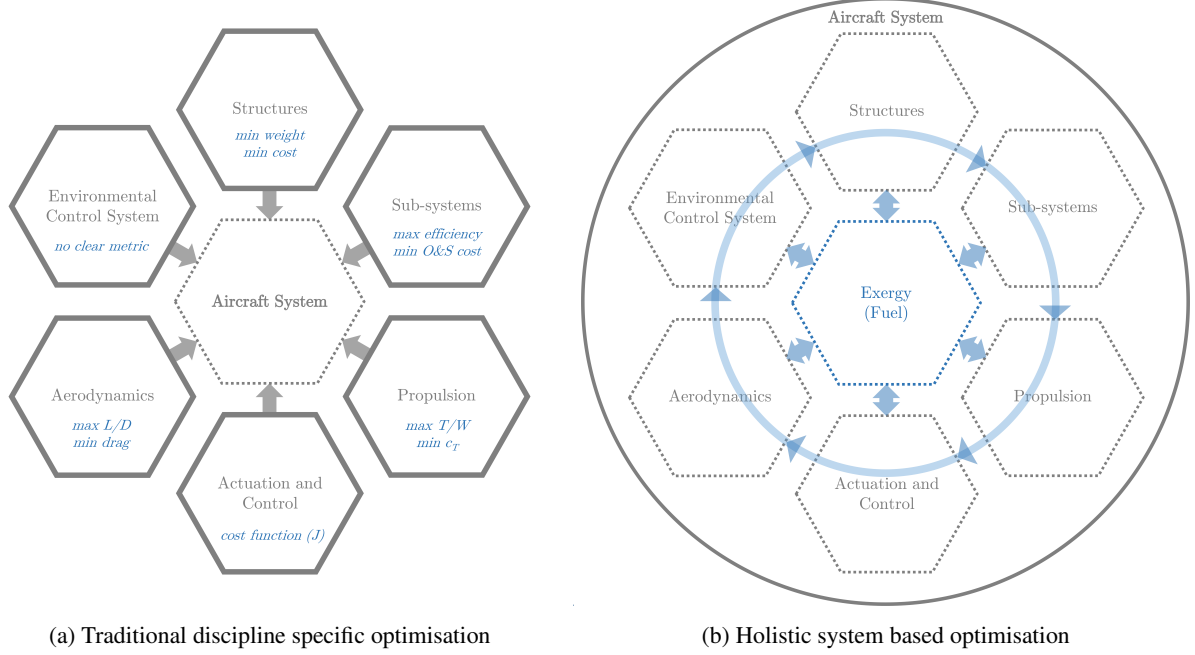 Structures
min weight
min cost
Environmental
Control System
no clear metric
Sub-systems
max efficiency
min O&S cost
Aircraft System
Aerodynamics
max L/D
min drag
Propulsion
max T/W
min c_T
Actuation and
Control
cost function (J)
(a) Traditional discipline specific optimisation
Aircraft System
Structures
Environmental
Control System
Sub-systems
Exergy
(Fuel)
Aerodynamics
Propulsion
Actuation and
Control
(b) Holistic system based optimisation